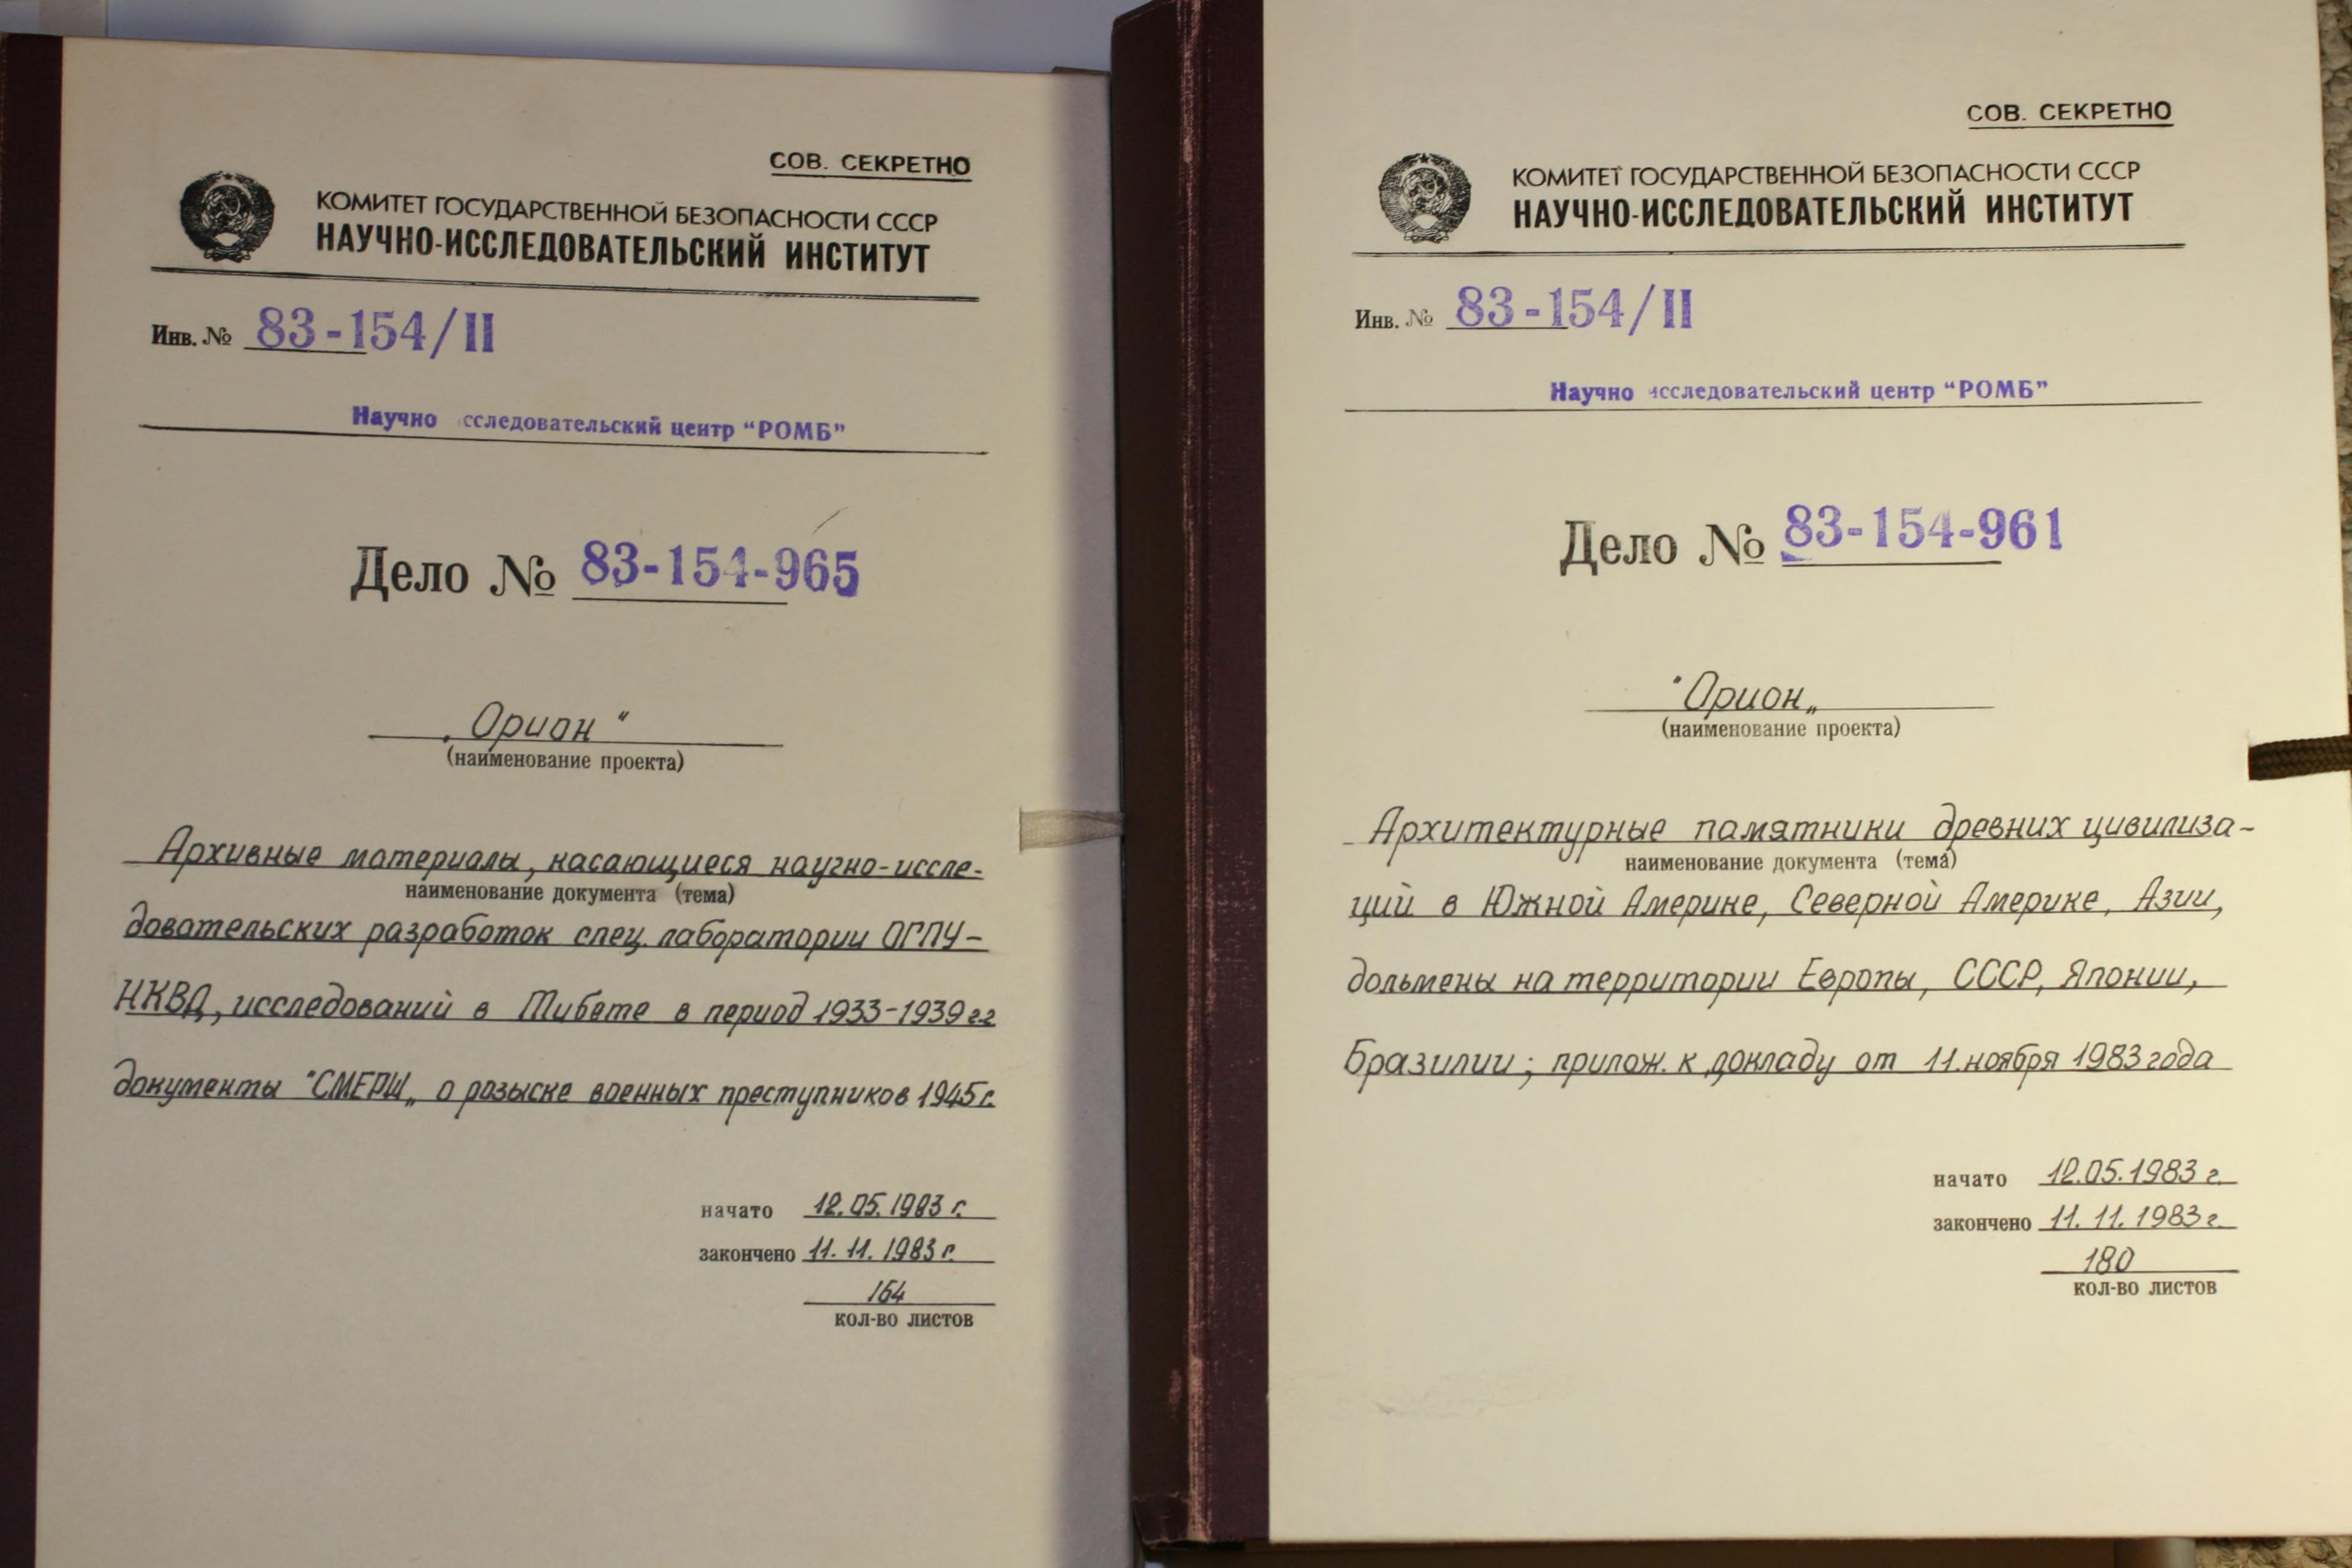 СОВ. СЕКРЕТНО
КОМИТЕТ ГОСУДАРСТВЕННОЙ БЕЗОПАСНОСТИ СССР
НАУЧНО-ИССЛЕДОВАТЕЛЬСКИЙ ИНСТИТУТ
Инв. № 83-154/II
Научно сследовательский центр "РОМБ"
Дело № 83-154-965
„Орион“
(наименование проекта)
Архивные материалы, касающиеся научно-иссле-
наименование документа (тема)
довательских разработок спец. лаборатории ОГПУ-
НКВД, исследований в Тибете в период 1933-1939 г.г.
документы "СМЕРШ„ о розыске военных преступников 1945г.
начато 12.05.1983 г.
закончено 11.11.1983 г.
164
кол-во листов
СОВ. СЕКРЕТНО
КОМИТЕТ ГОСУДАРСТВЕННОЙ БЕЗОПАСНОСТИ СССР
НАУЧНО-ИССЛЕДОВАТЕЛЬСКИЙ ИНСТИТУТ
Инв. № 83-154/II
Научно исследовательский центр "РОМБ"
Дело № 83-154-961
"Орион„
(наименование проекта)
Архитектурные памятники древних цивилиза-
наименование документа (тема)
ций в Южной Америке, Северной Америке, Азии,
дольмены на территории Европы, СССР, Японии,
Бразилии; прилож. к докладу от 11 ноября 1983 года
начато 12.05.1983 г.
закончено 11.11.1983 г.
180
кол-во листов